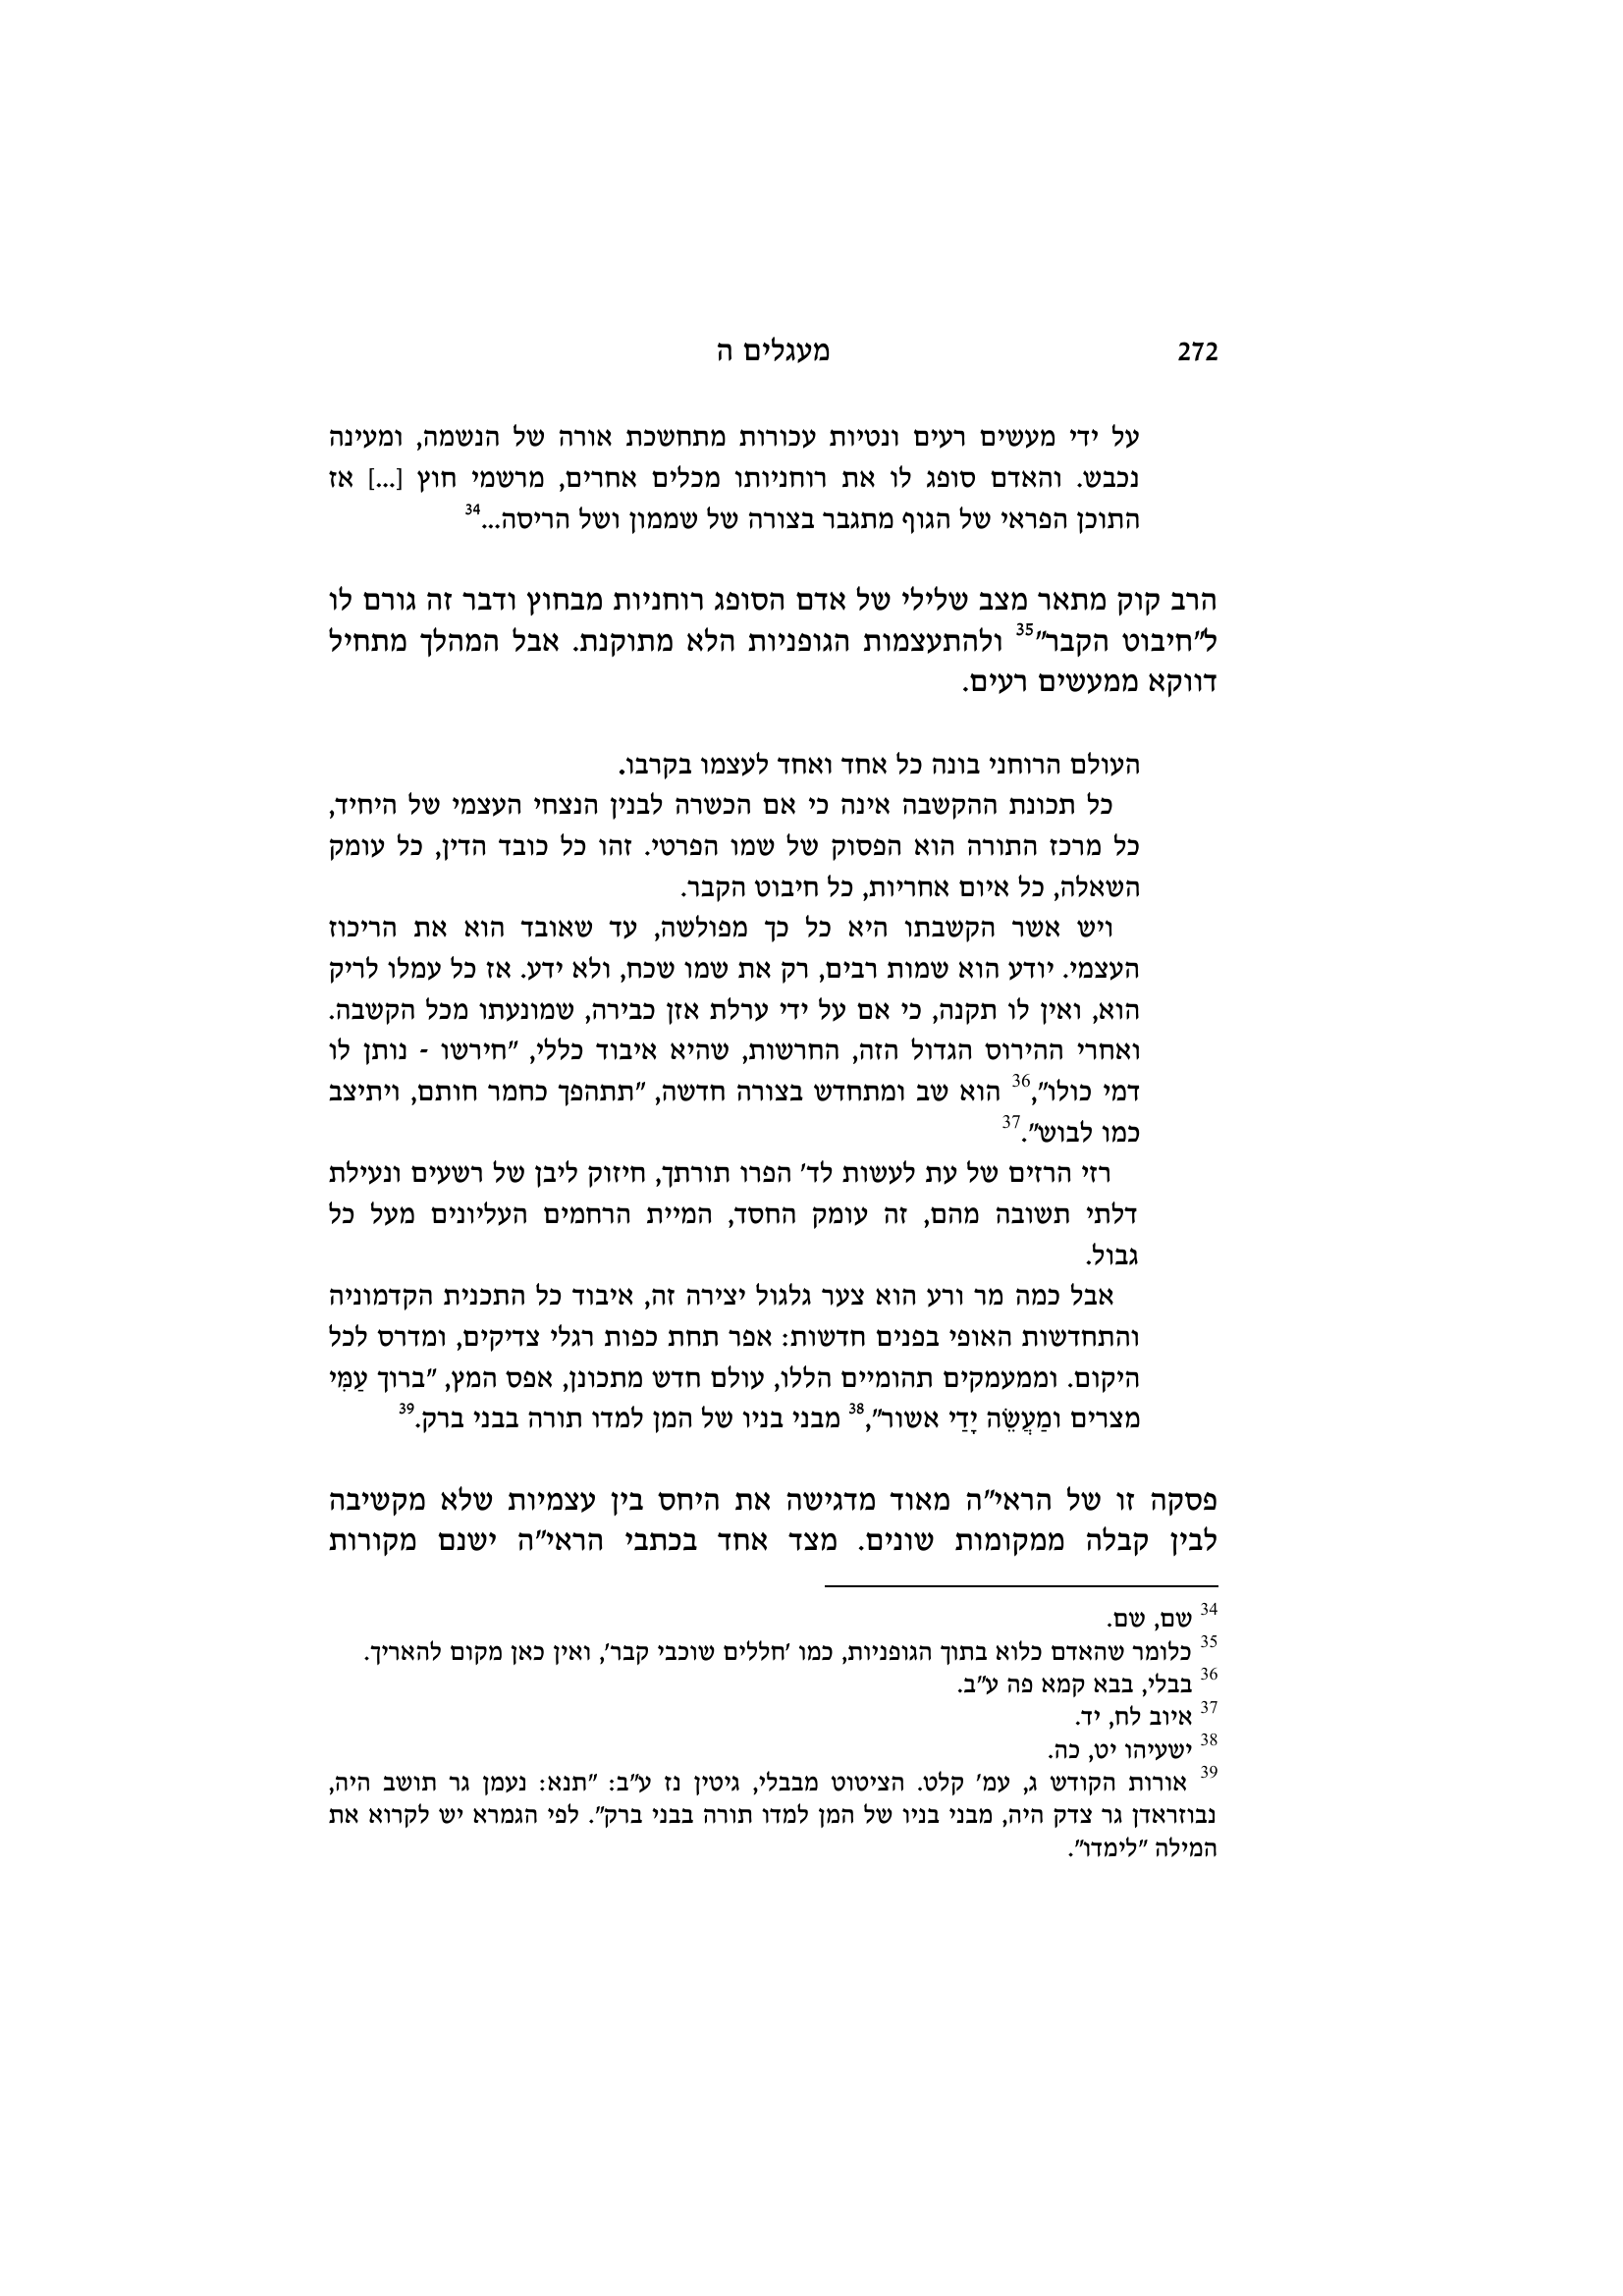 272 מעגלים ה
על ידי מעשים רעים ונטיות עכורות מתחשכת אורה של הנשמה, ומעינה
נכבש. והאדם סופג לו את רוחניותו מכלים אחרים, מרשמי חוץ [...] אז
התוכן הפראי של הגוף מתגבר בצורה של שממון ושל הריסה...34
הרב קוק מתאר מצב שלילי של אדם הסופג רוחניות מבחוץ ודבר זה גורם לו
ל"חיבוט הקבר"35 ולהתעצמות הגופניות הלא מתוקנת. אבל המהלך מתחיל
דווקא ממעשים רעים.
העולם הרוחני בונה כל אחד ואחד לעצמו בקרבו.
כל תכונת ההקשבה אינה כי אם הכשרה לבנין הנצחי העצמי של היחיד,
כל מרכז התורה הוא הפסוק של שמו הפרטי. זהו כל כובד הדין, כל עומק
השאלה, כל איום אחריות, כל חיבוט הקבר.
ויש אשר הקשבתו היא כל כך מפולשה, עד שאובד הוא את הריכוז
העצמי. יודע הוא שמות רבים, רק את שמו שכח, ולא ידע. אז כל עמלו לריק
הוא, ואין לו תקנה, כי אם על ידי ערלת אזן כבירה, שמונעתו מכל הקשבה.
ואחרי ההירוס הגדול הזה, החרשות, שהיא איבוד כללי, "חירשו - נותן לו
דמי כולו",36 הוא שב ומתחדש בצורה חדשה, "תתהפך כחמר חותם, ויתיצב
כמו לבוש".37
רזי הרזים של עת לעשות לד' הפרו תורתך, חיזוק ליבן של רשעים ונעילת
דלתי תשובה מהם, זה עומק החסד, המיית הרחמים העליונים מעל כל
גבול.
אבל כמה מר ורע הוא צער גלגול יצירה זה, איבוד כל התכנית הקדמוניה
והתחדשות האופי בפנים חדשות: אפר תחת כפות רגלי צדיקים, ומדרס לכל
היקום. וממעמקים תהומיים הללו, עולם חדש מתכונן, אפס המץ, "ברוך עַמִּי
מצרים ומַעֲשֵׂה יָדַי אשור",38 מבני בניו של המן למדו תורה בבני ברק.39
פסקה זו של הראי"ה מאוד מדגישה את היחס בין עצמיות שלא מקשיבה
לבין קבלה ממקומות שונים. מצד אחד בכתבי הראי"ה ישנם מקורות
34 שם, שם.
35 כלומר שהאדם כלוא בתוך הגופניות, כמו 'חללים שוכבי קבר', ואין כאן מקום להאריך.
36 בבלי, בבא קמא פה ע"ב.
37 איוב לח, יד.
38 ישעיהו יט, כה.
39 אורות הקודש ג, עמ' קלט. הציטוט מבבלי, גיטין נז ע"ב: "תנא: נעמן גר תושב היה,
נבוזראדן גר צדק היה, מבני בניו של המן למדו תורה בבני ברק". לפי הגמרא יש לקרוא את
המילה "לימדו".